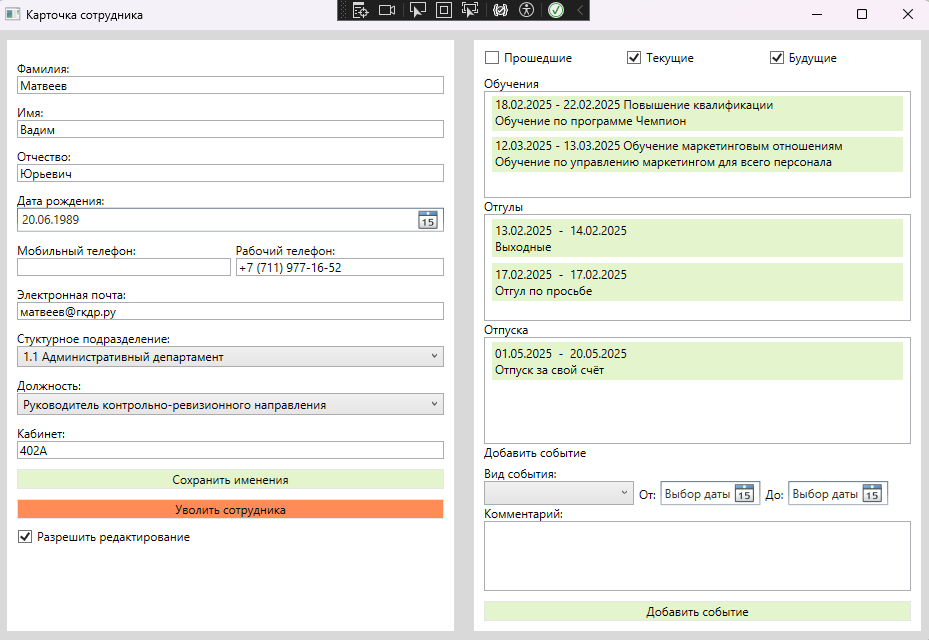 Карточка сотрудника
Фамилия:
Матвеев
Имя:
Вадим
Отчество:
Юрьевич
Дата рождения:
20.06.1989
15
Мобильный телефон:
Рабочий телефон:
+7 (711) 977-16-52
Электронная почта:
матвеев@гкдр.ру
Стуктурное подразделение:
1.1 Административный департамент
Должность:
Руководитель контрольно-ревизионного направления
Кабинет:
402А
Сохранить именения
Уволить сотрудника
Разрешить редактирование
Прошедшие
Текущие
Будущие
Обучения
18.02.2025 - 22.02.2025 Повышение квалификации
Обучение по программе Чемпион
12.03.2025 - 13.03.2025 Обучение маркетинговым отношениям
Обучение по управлению маркетингом для всего персонала
Отгулы
13.02.2025 - 14.02.2025
Выходные
17.02.2025 - 17.02.2025
Отгул по просьбе
Отпуска
01.05.2025 - 20.05.2025
Отпуск за свой счёт
Добавить событие
Вид события:
От: Выбор даты 15 До: Выбор даты 15
Комментарий:
Добавить событие